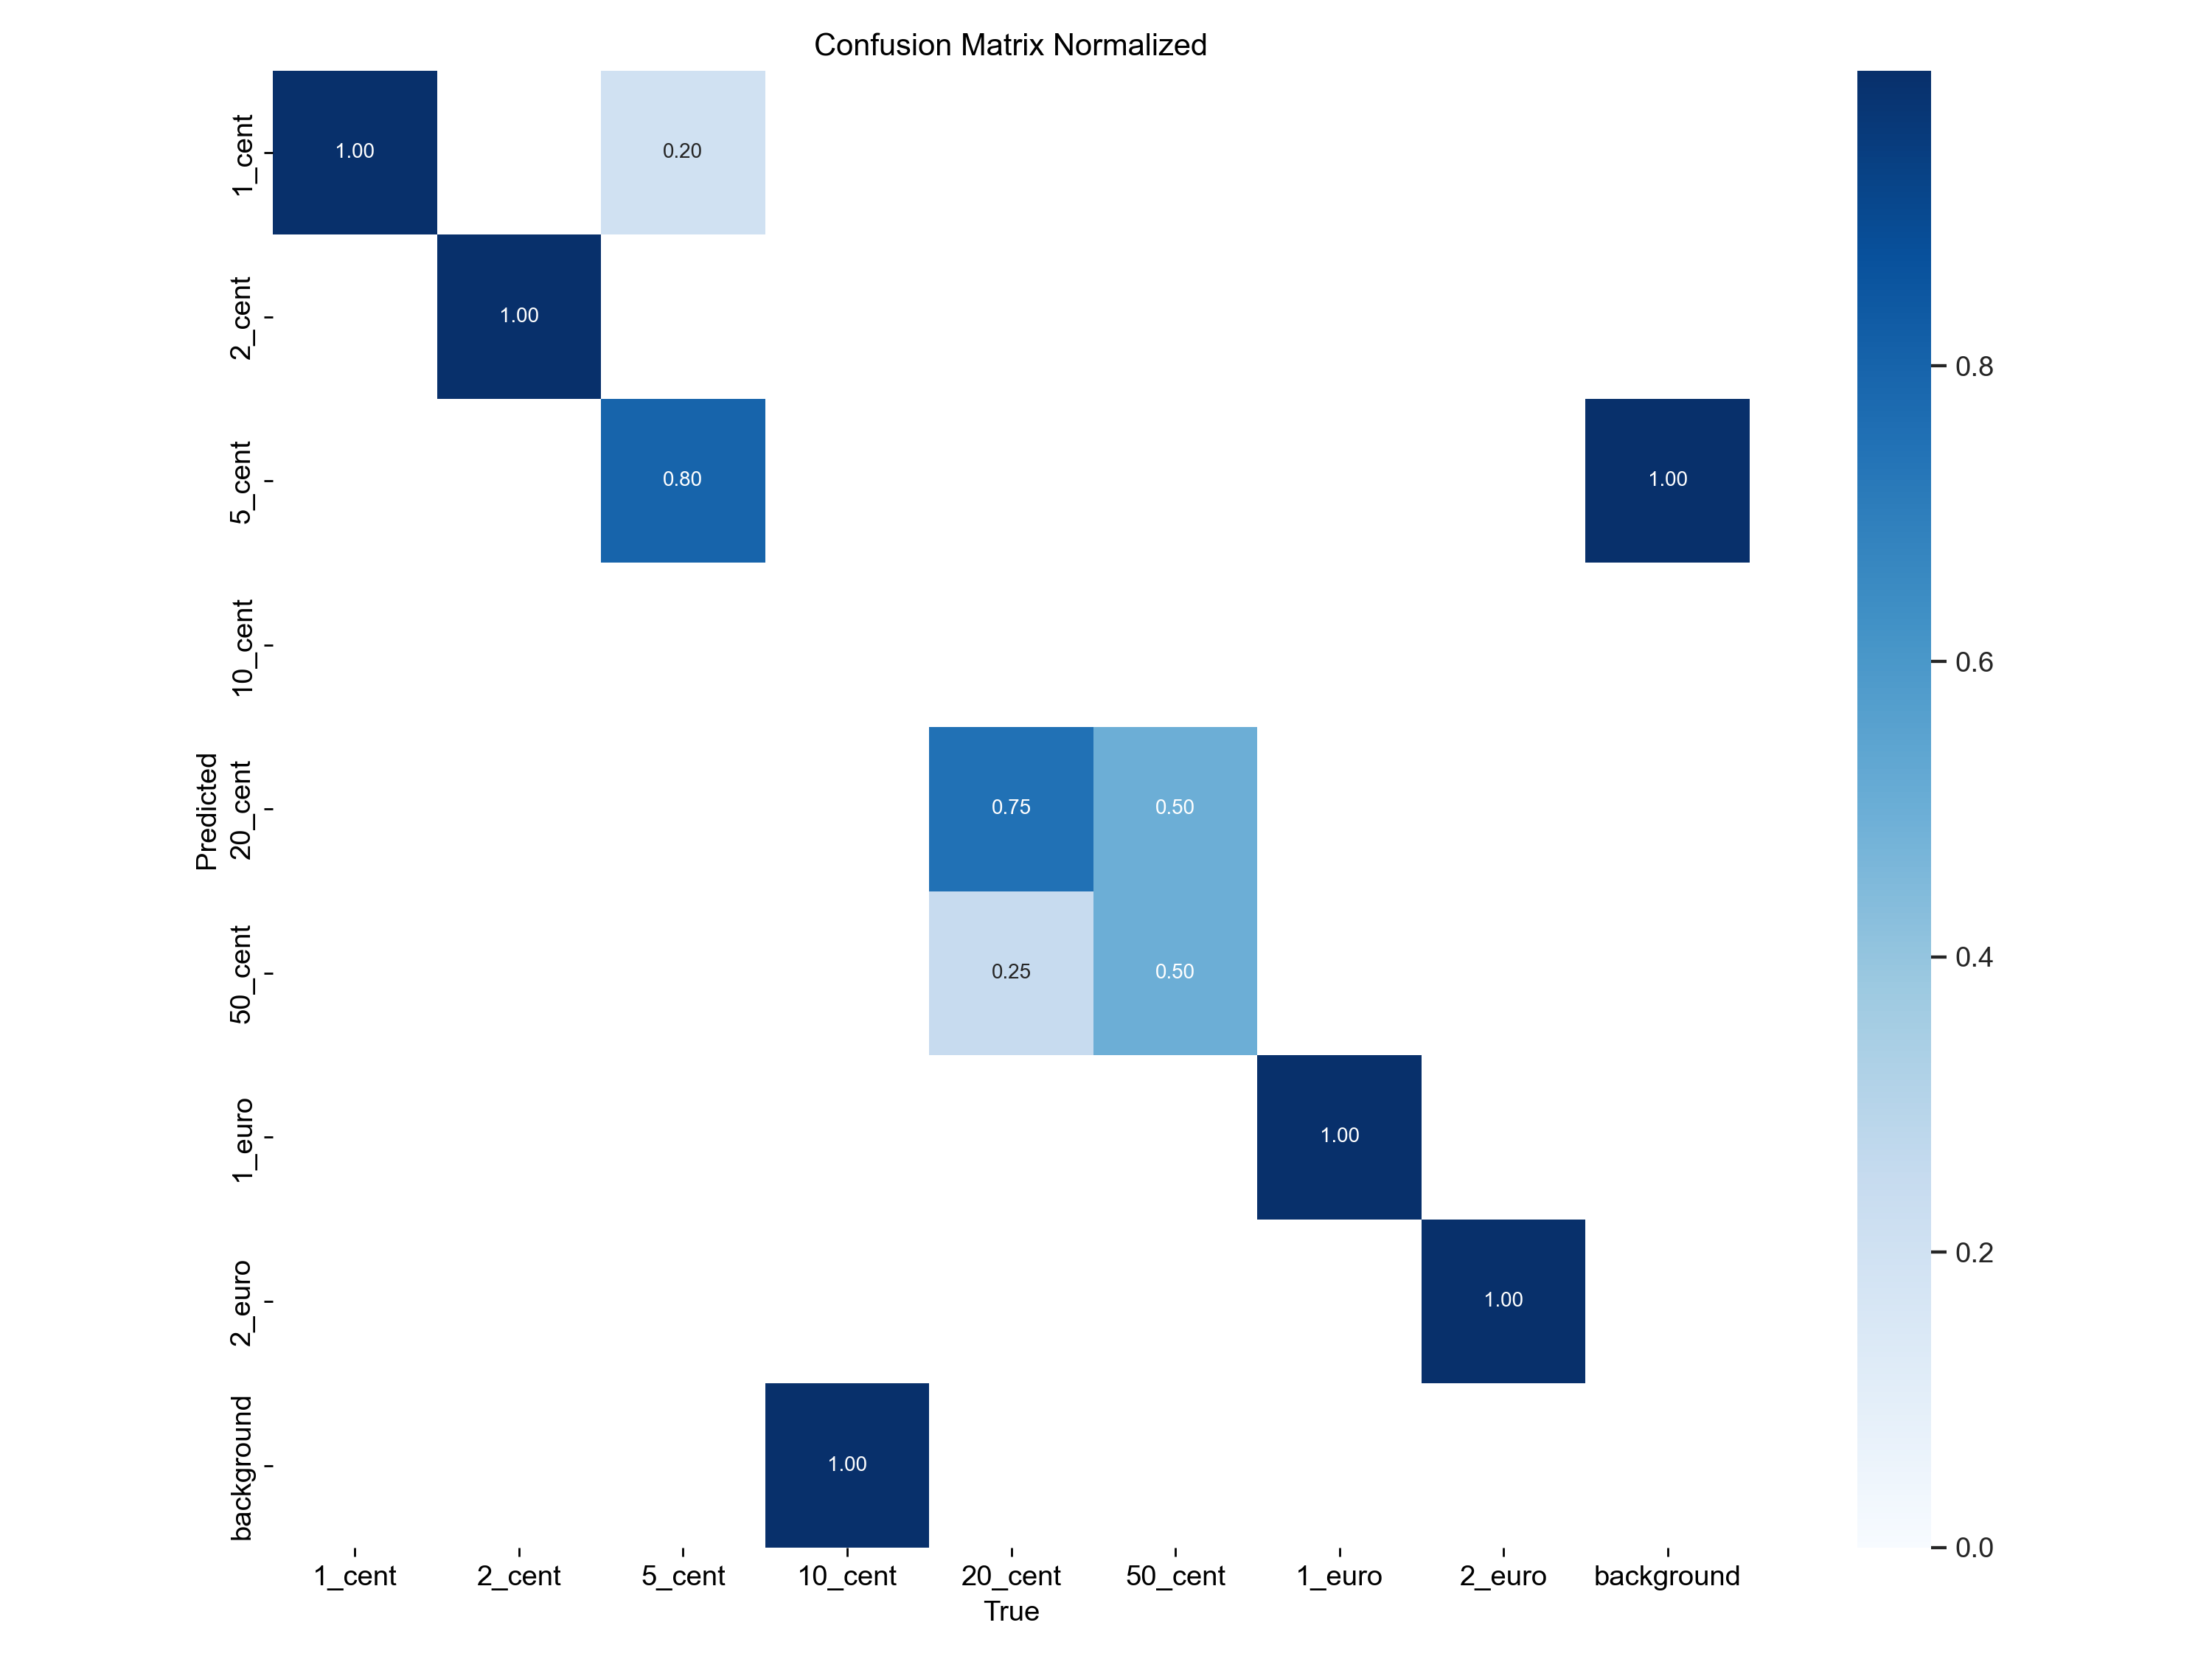 Confusion Matrix Normalized
1_cent
1.00
0.20
2_cent
1.00
0.8
5_cent
0.80
1.00
10_cent
0.6
Predicted
20_cent
0.75
0.50
50_cent
0.25
0.50
0.4
1_euro
1.00
2_euro
1.00
0.2
background
1.00
0.0
1_cent 2_cent 5_cent 10_cent 20_cent 50_cent 1_euro 2_euro background
True